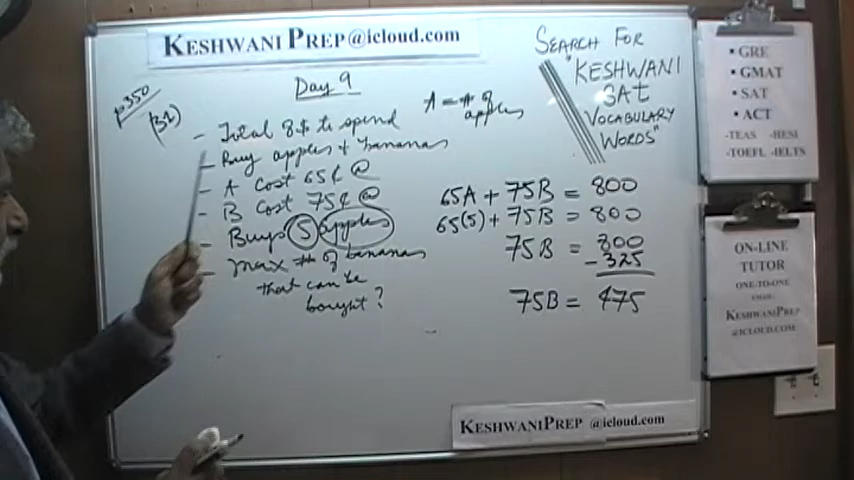 KESHWANI PREP@icloud.com
Day 9
p350
(32)
- Total 8$ to spend
- Buy apples + bananas
- A cost 65¢ @
- B cost 75¢ @
- Buys 5 apples
- max # of bananas
that can be
bought?
A = # of
apples
65A + 75B = 800
65(5) + 75B = 800
75B = 800
- 325
75B = 475
SEARCH FOR
"KESHWANI
SAT
VOCABULARY
WORDS"
• GRE
• GMAT
• SAT
• ACT
-TEAS -HESI
-TOEFL -IELTS
ON-LINE
TUTOR
ONE-TO-ONE
EMAIL:
KESHWANIPREP
@ICLOUD.COM
KESHWANIPREP @icloud.com